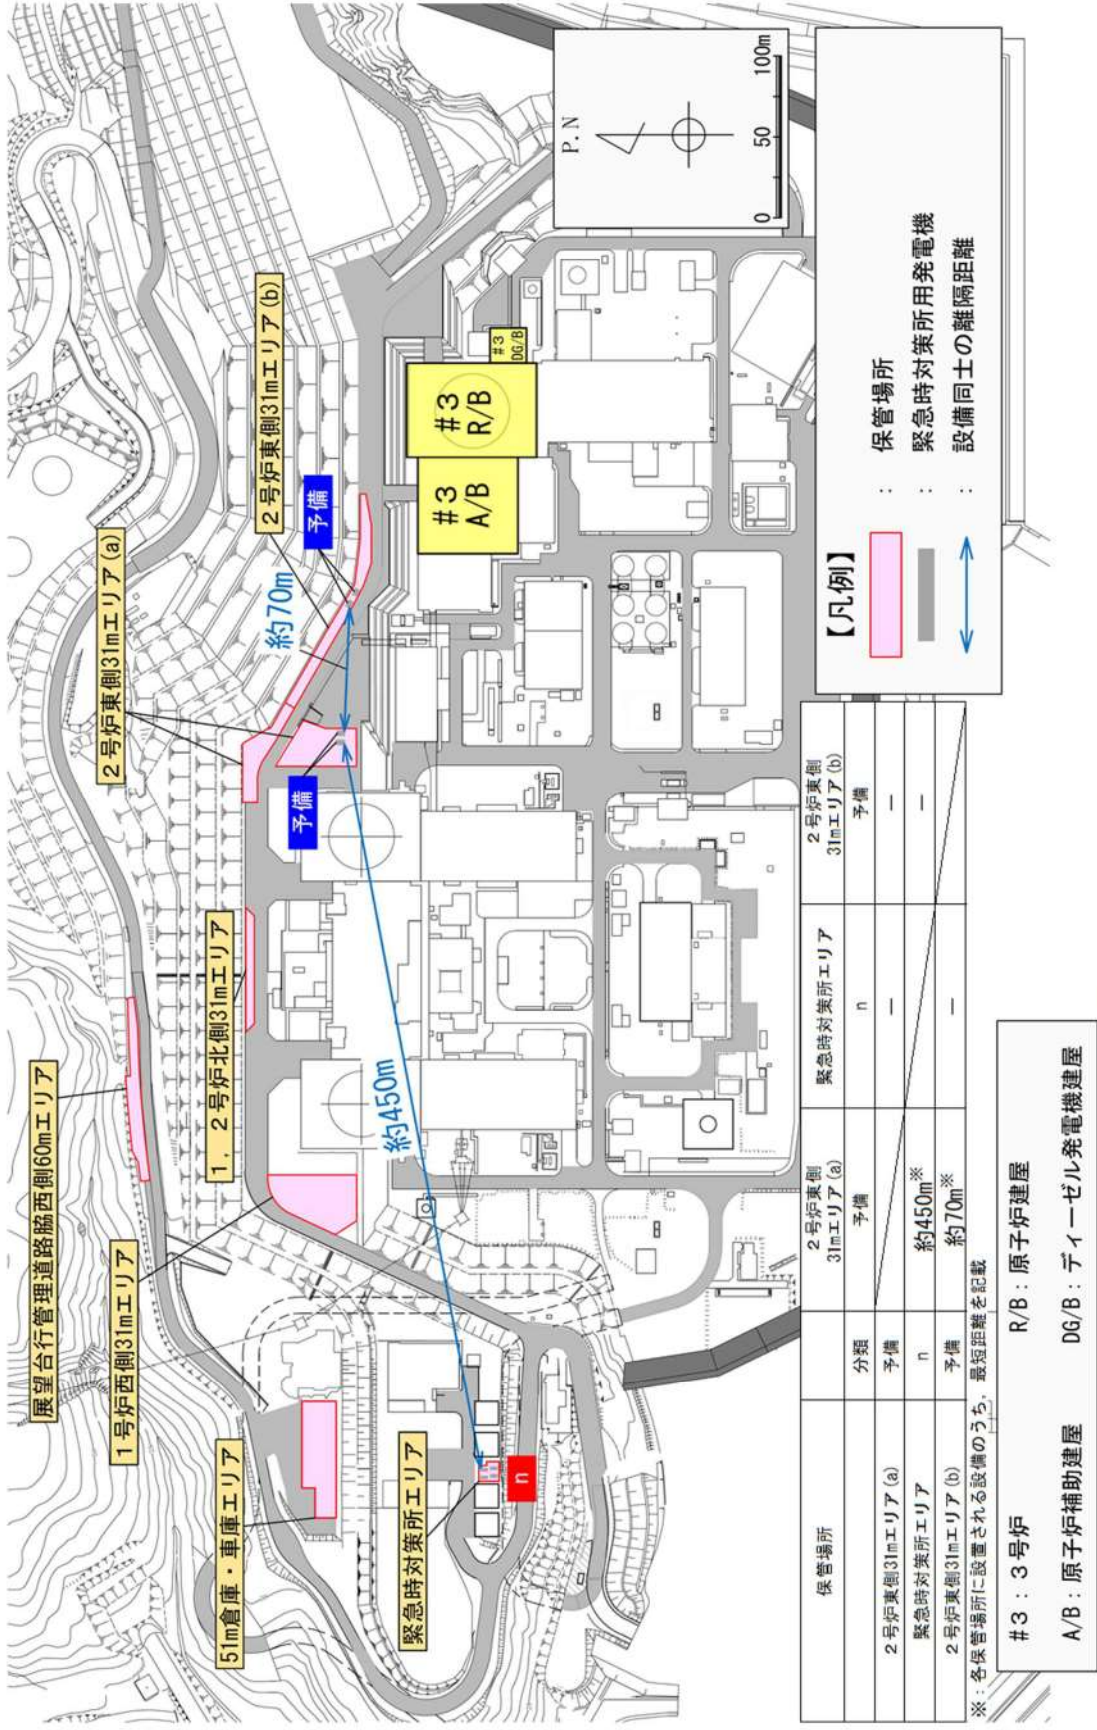 展望台行管理道路脇西側60mエリア
1号炉西側31mエリア
51m倉庫・車庫エリア
緊急時対策所エリア
n
1，2号炉北側31mエリア
2号炉東側31mエリア(a)
2号炉東側31mエリア(b)
予備
予備
約70m
約450m
#3
R/B
#3
A/B
#3
DG/B
P.N
0 50 100m
【凡例】
： 保管場所
： 緊急時対策所用発電機
： 設備同士の離隔距離
保管場所 分類 2号炉東側31mエリア(a) 緊急時対策所エリア 2号炉東側31mエリア(b)
予備 n 予備
2号炉東側31mエリア(a) 予備 － －
緊急時対策所エリア n 約450m※ －
2号炉東側31mエリア(b) 予備 約70m※ －
※：各保管場所に設置される設備のうち，最短距離を記載
#3：3号炉 R/B：原子炉建屋
A/B：原子炉補助建屋 DG/B：ディーゼル発電機建屋